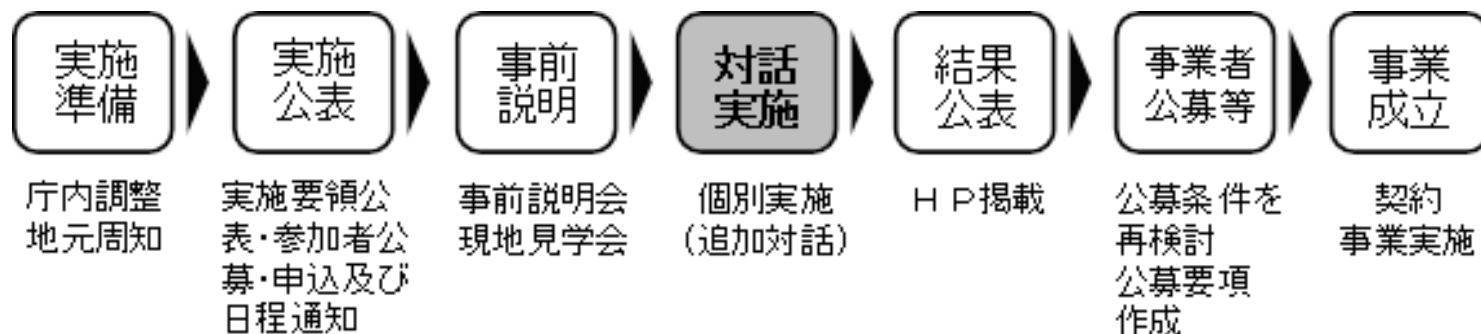 実施
準備
実施
公表
事前
説明
対話
実施
結果
公表
事業者
公募等
事業
成立
庁内調整
地元周知
実施要領公
表・参加者公
募・申込及び
日程通知
事前説明会
現地見学会
個別実施
(追加対話)
HP掲載
公募条件を
再検討
公募要項
作成
契約
事業実施